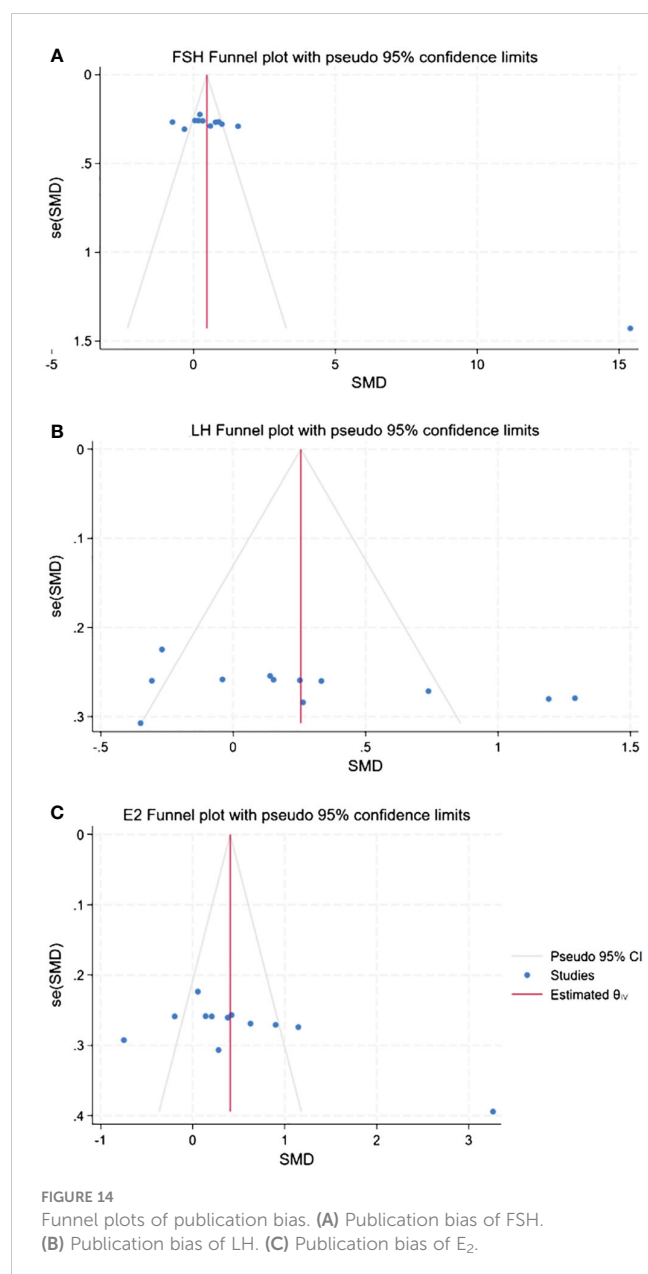 A
FSH Funnel plot with pseudo 95% confidence limits
0
.5
1
1.5
se(SMD)
-5
0
5
10
15
SMD
B
LH Funnel plot with pseudo 95% confidence limits
0
.1
.2
.3
se(SMD)
-.5
0
.5
1
1.5
SMD
C
E2 Funnel plot with pseudo 95% confidence limits
0
.1
.2
.3
.4
se(SMD)
-1
0
1
2
3
SMD
Pseudo 95% CI
Studies
Estimated θIV
FIGURE 14
Funnel plots of publication bias. (A) Publication bias of FSH.
(B) Publication bias of LH. (C) Publication bias of E₂.